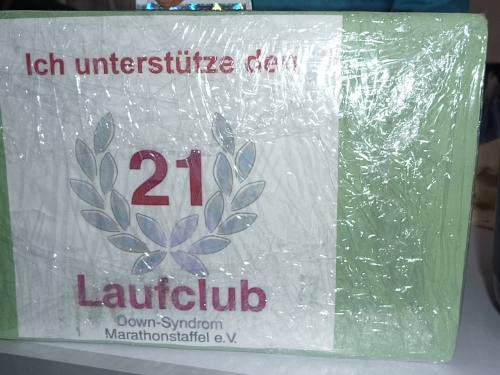 Ich unterstütze den
21
Laufclub
Down-Syndrom
Marathonstaffel e.V.